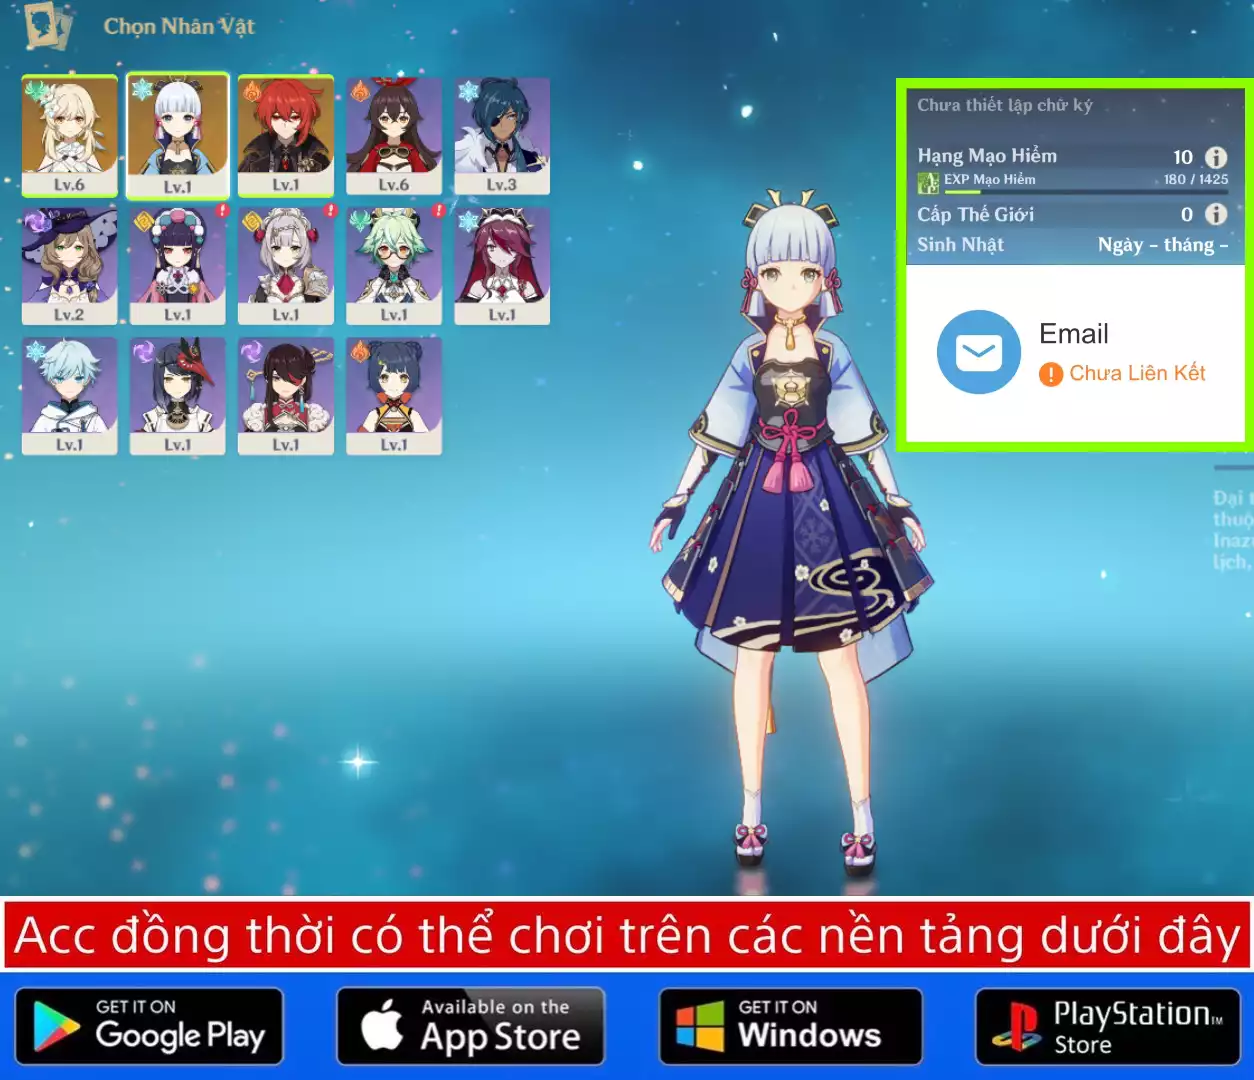 Chọn Nhân Vật
Lv.6
Lv.1
Lv.1
Lv.6
Lv.3
Lv.2
Lv.1
Lv.1
Lv.1
Lv.1
Lv.1
Lv.1
Lv.1
Lv.1
Chưa thiết lập chữ ký
Hạng Mạo Hiểm 10
EXP Mạo Hiểm 180 / 1425
Cấp Thế Giới 0
Sinh Nhật Ngày - tháng -
Email
Chưa Liên Kết
Đại
thuộ
Inaz
lịch,
Acc đồng thời có thể chơi trên các nền tảng dưới đây
GET IT ON
Google Play
Available on the
App Store
GET IT ON
Windows
PlayStation™
Store